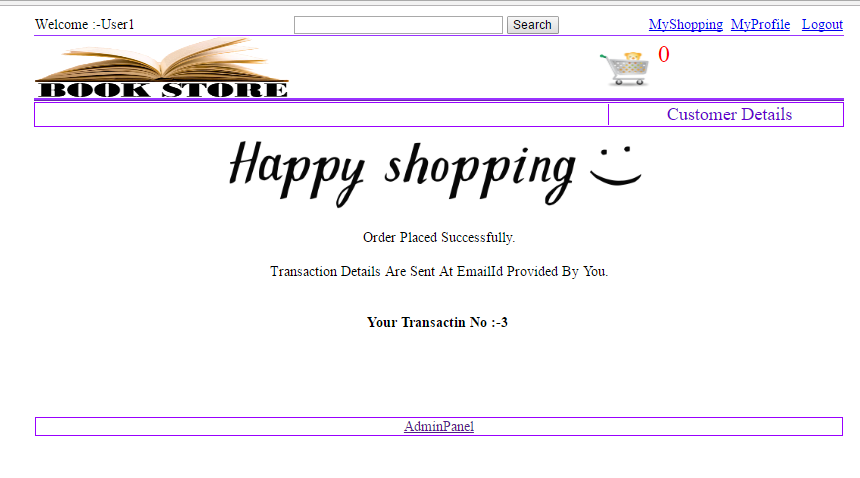 Welcome :-User1 Search MyShopping MyProfile Logout
BOOK STORE 0
Customer Details
Happy shopping
Order Placed Successfully.
Transaction Details Are Sent At EmailId Provided By You.
Your Transactin No :-3
AdminPanel